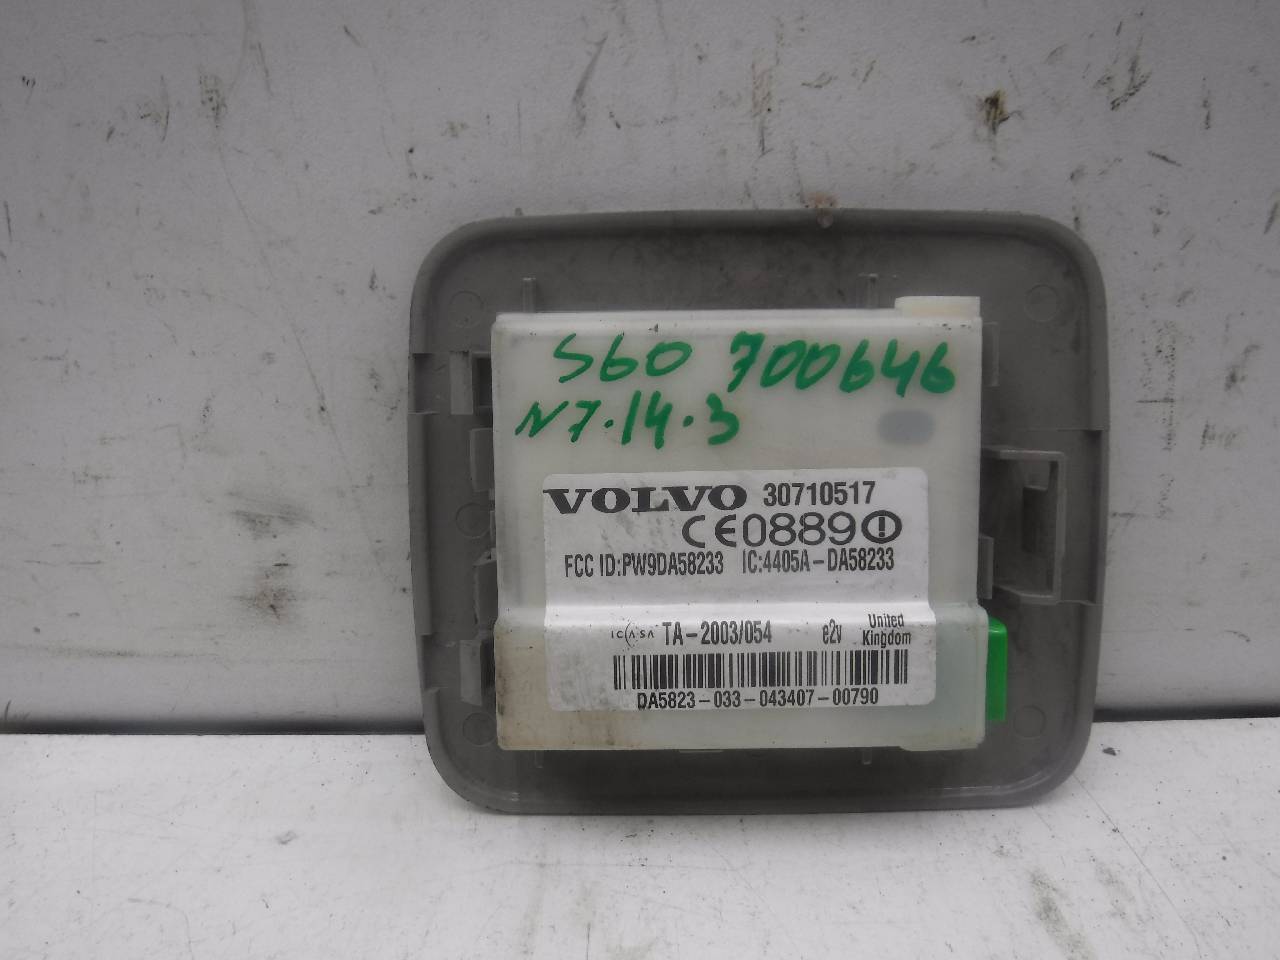 S60 700646
N7.14.3
VOLVO 30710517
CE0889
FCC ID:PW9DA58233 IC:4405A-DA58233
ICASA TA-2003/054 e2v United Kingdom
DA5823-033-043407-00790